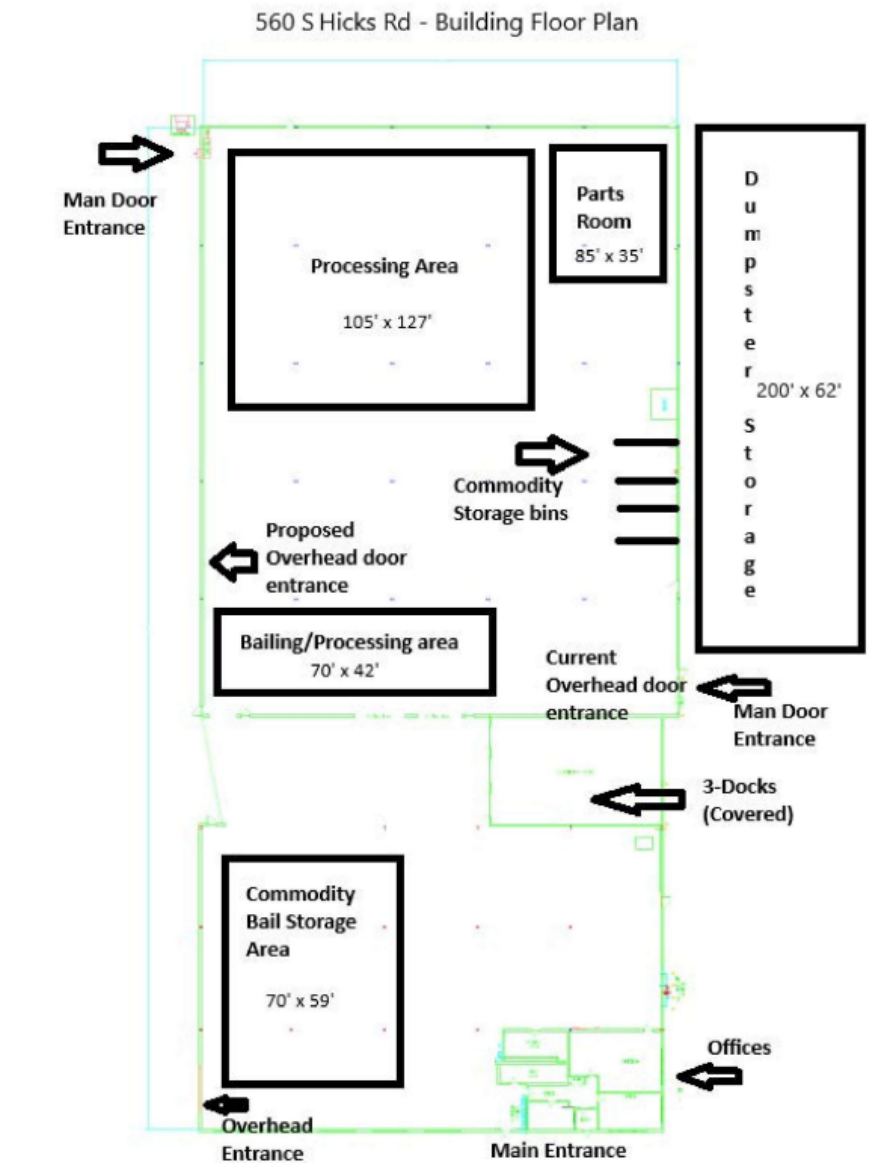 560 S Hicks Rd - Building Floor Plan
Man Door
Entrance
Processing Area
105' x 127'
Parts
Room
85' x 35'
Dumpster Storage
200' x 62'
Commodity
Storage bins
Proposed
Overhead door
entrance
Bailing/Processing area
70' x 42'
Current
Overhead door
entrance
Man Door
Entrance
3-Docks
(Covered)
Commodity
Bail Storage
Area
70' x 59'
Offices
Overhead
Entrance
Main Entrance